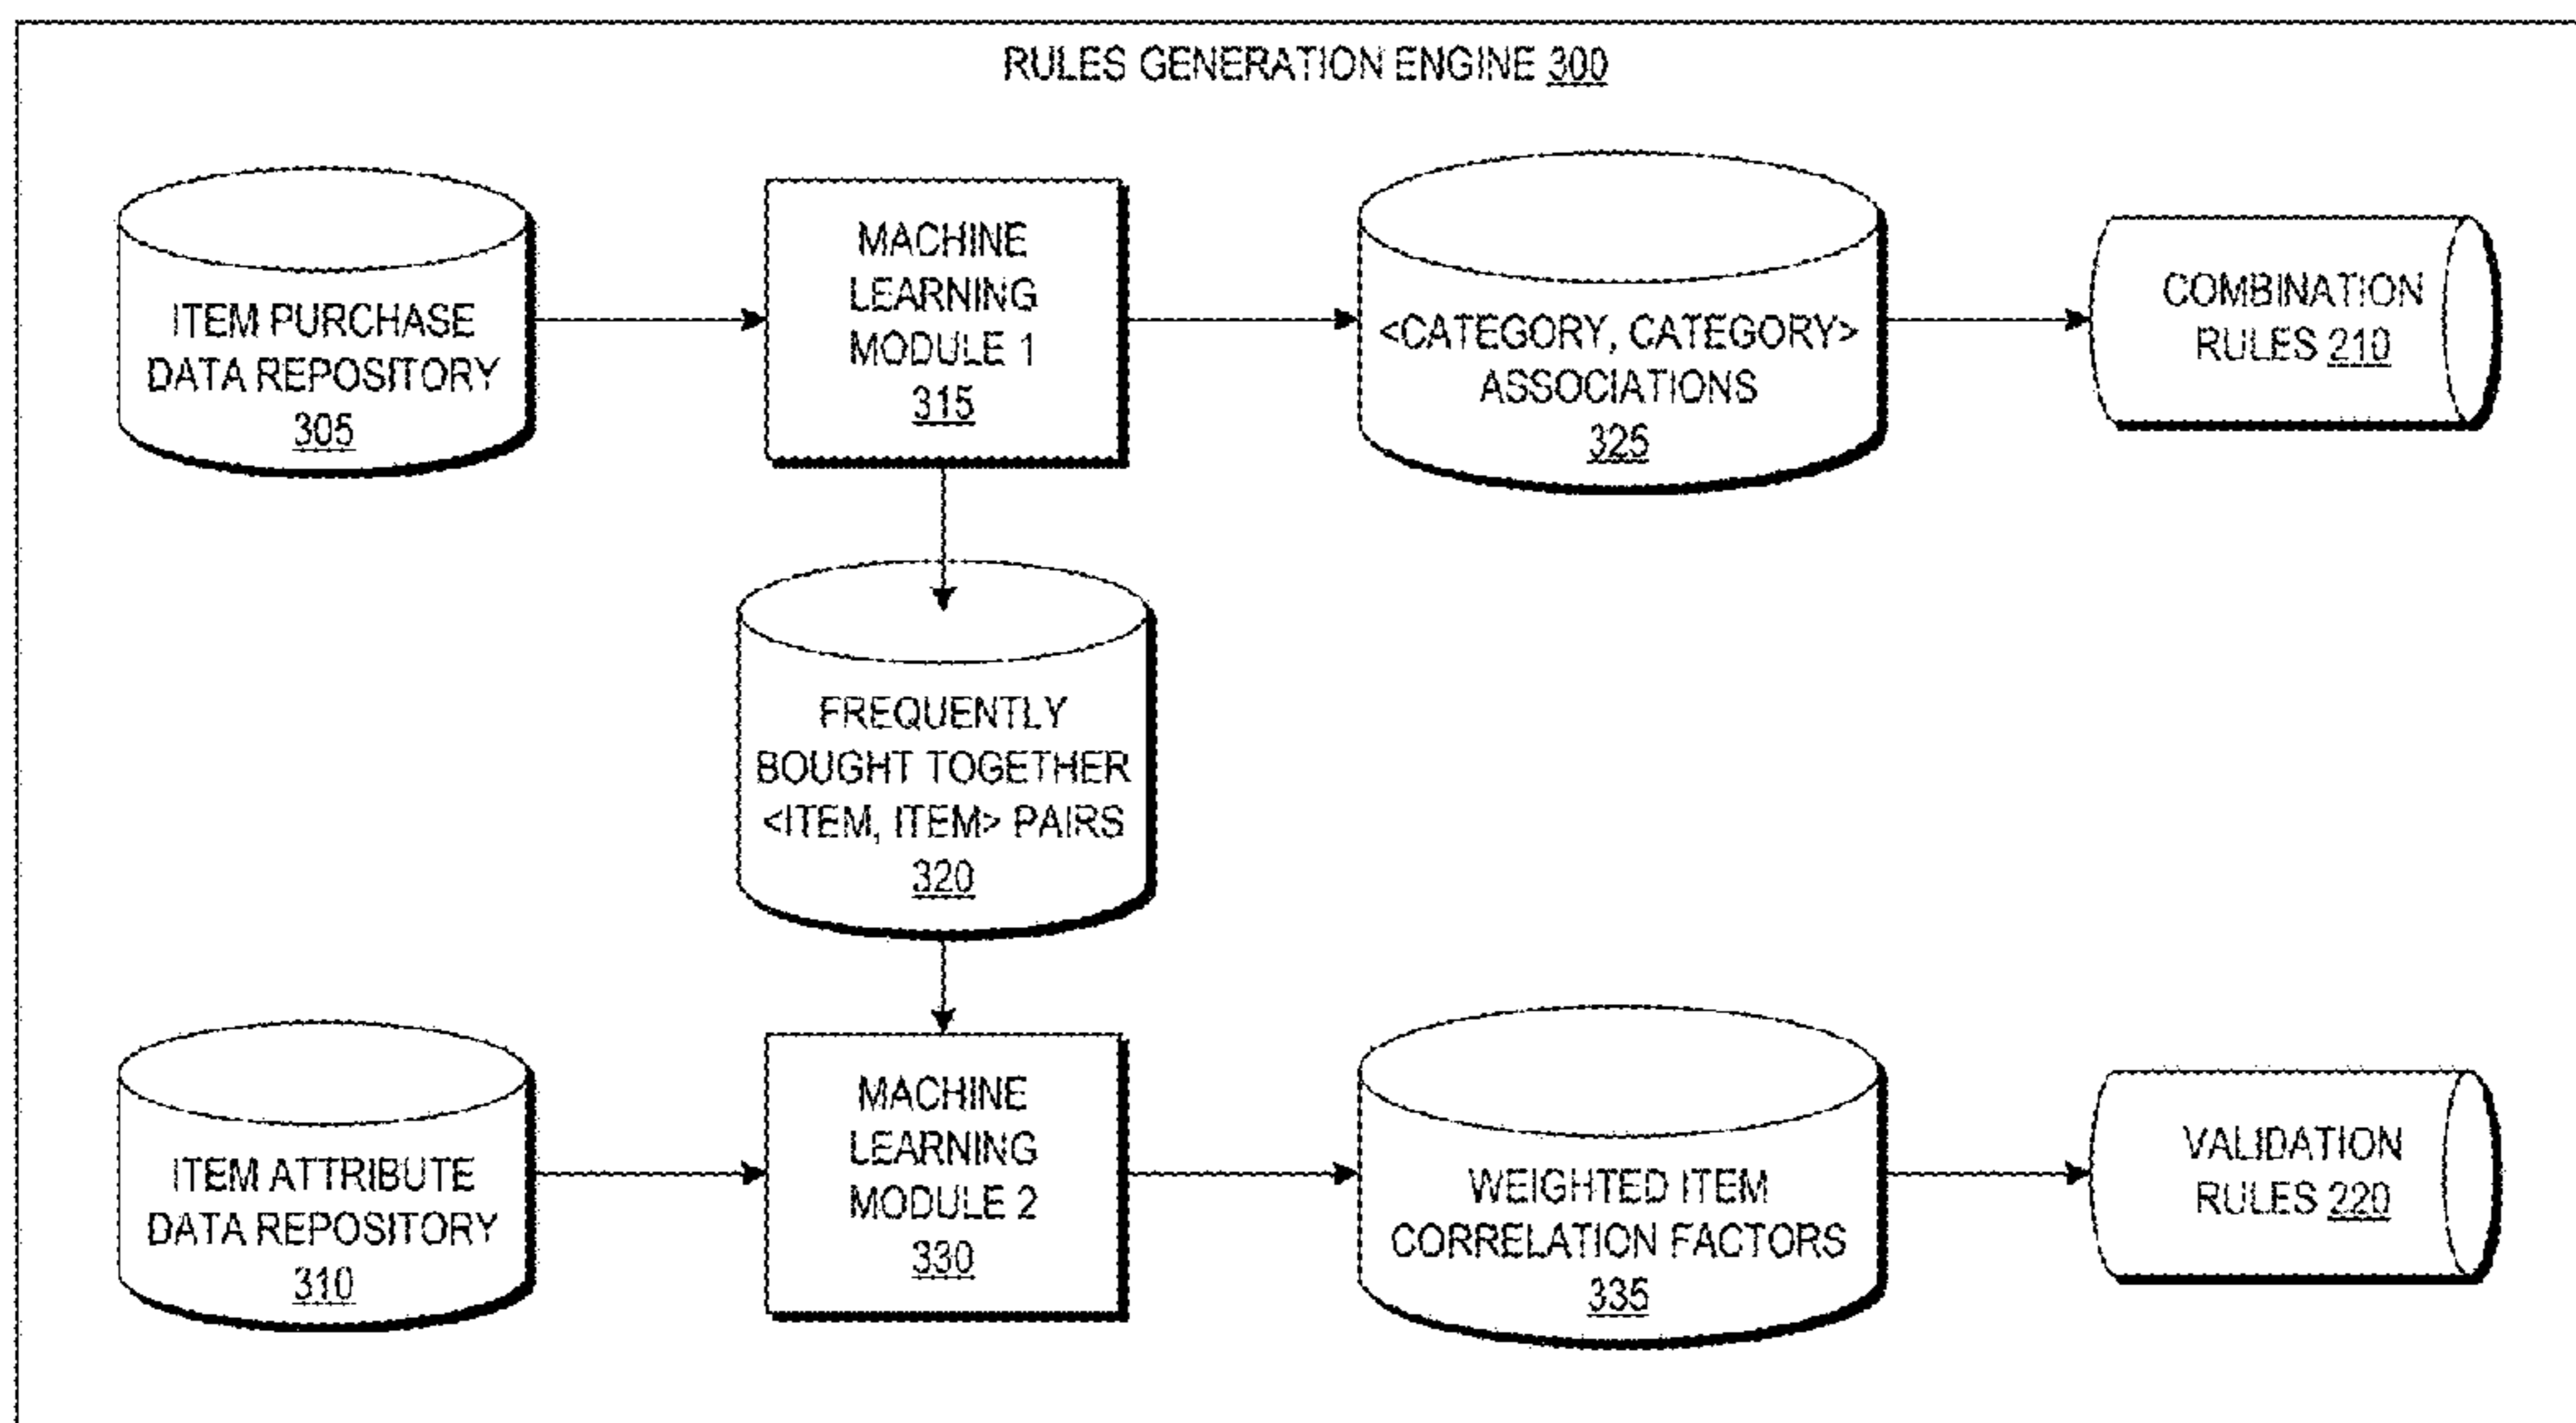 RULES GENERATION ENGINE 300
ITEM PURCHASE
DATA REPOSITORY
305
MACHINE
LEARNING
MODULE 1
315
<CATEGORY, CATEGORY>
ASSOCIATIONS
325
COMBINATION
RULES 210
FREQUENTLY
BOUGHT TOGETHER
<ITEM, ITEM> PAIRS
320
ITEM ATTRIBUTE
DATA REPOSITORY
310
MACHINE
LEARNING
MODULE 2
330
WEIGHTED ITEM
CORRELATION FACTORS
335
VALIDATION
RULES 220